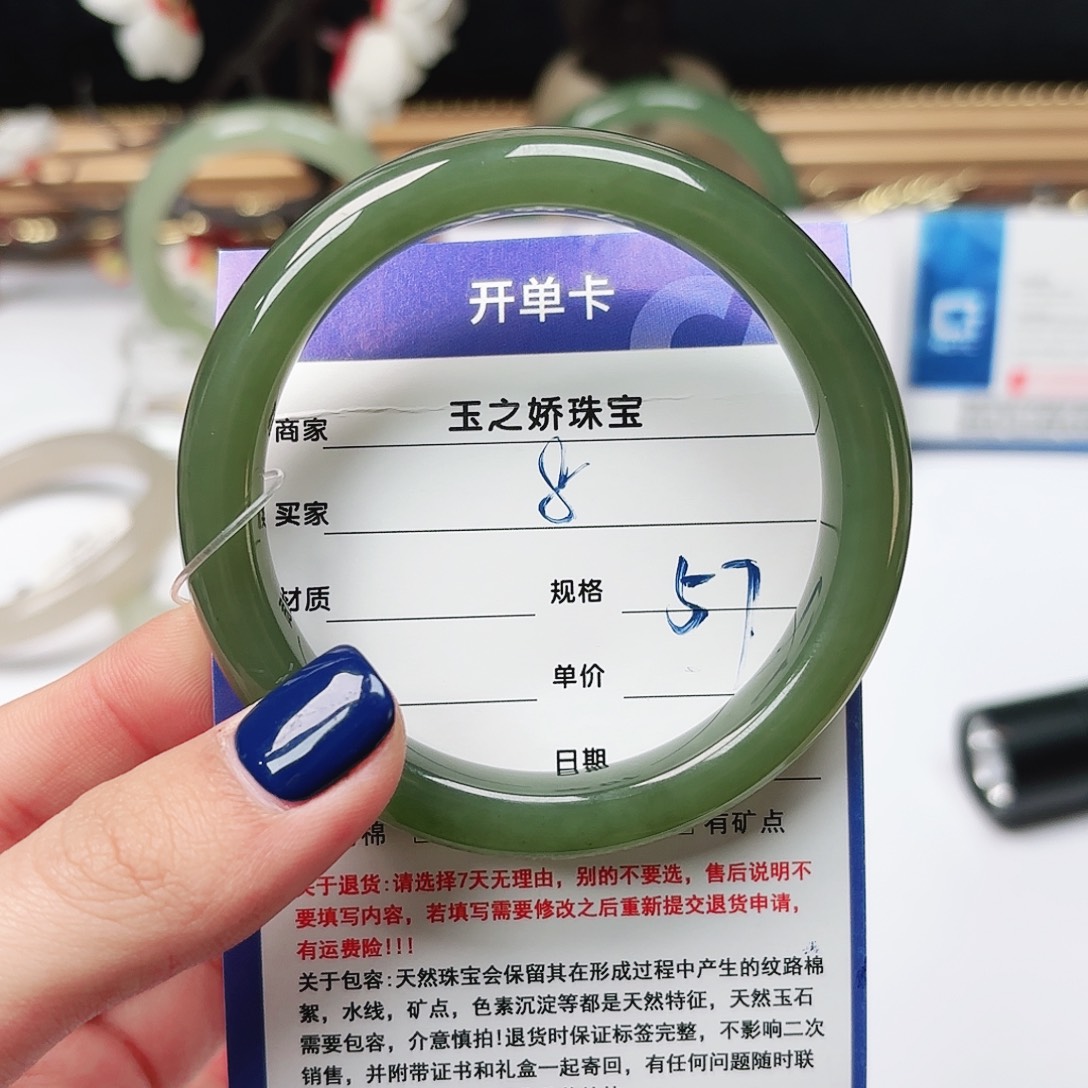 开单卡
玉之娇珠宝
商家
8
买家
材质 规格 57
单价
日期
棉 有矿点
关于退货:请选择7天无理由，别的不要选，售后说明不
要填写内容，若填写需要修改之后重新提交退货申请，
有运费险!!!
关于包容:天然珠宝会保留其在形成过程中产生的纹路棉
絮，水线，矿点，色素沉淀等都是天然特征，天然玉石
需要包容，介意慎拍!退货时保证标签完整，不影响二次
销售，并附带证书和礼盒一起寄回，有任何问题随时联